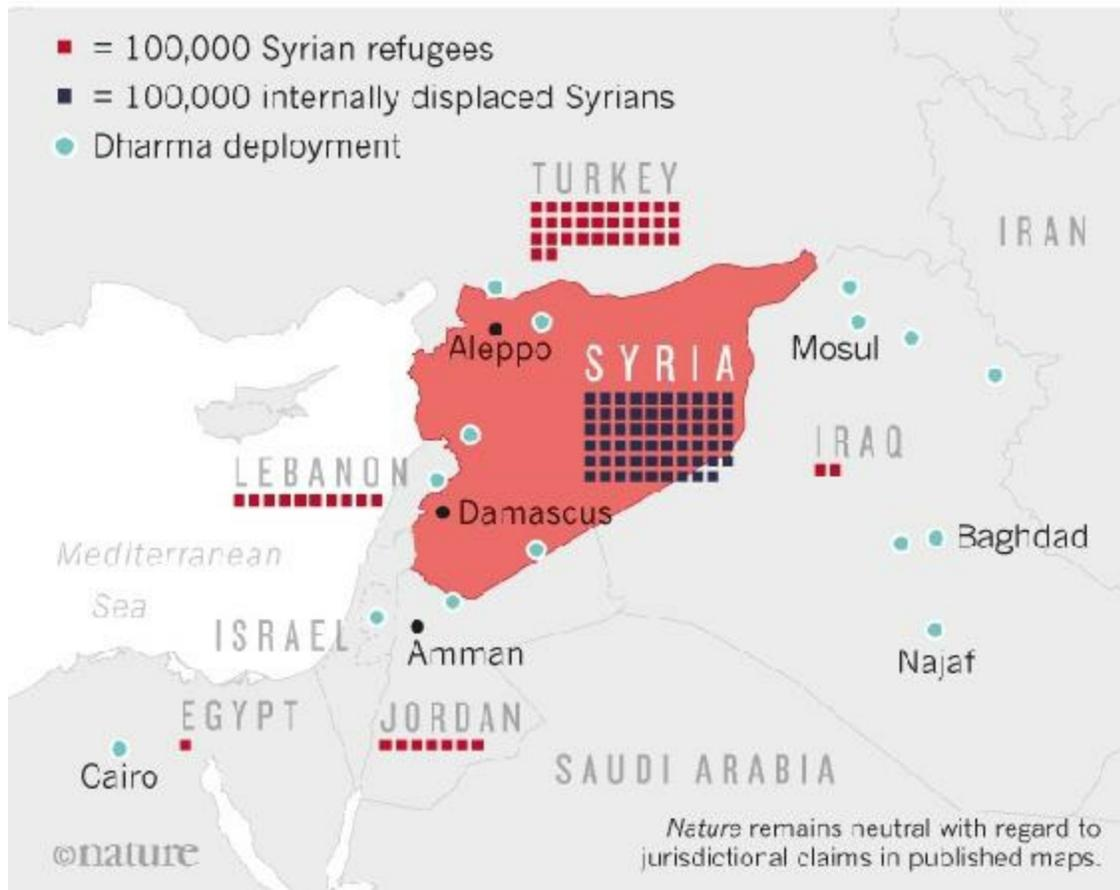 = 100,000 Syrian refugees
= 100,000 internally displaced Syrians
Dharma deployment
TURKEY
IRAN
Aleppo
SYRIA
Mosul
IRAQ
LEBANON
Damascus
Baghdad
Mediterranean
Sea
ISRAEL
Amman
Najaf
EGYPT
JORDAN
Cairo
SAUDI ARABIA
Nature remains neutral with regard to
jurisdictional claims in published maps.
©nature